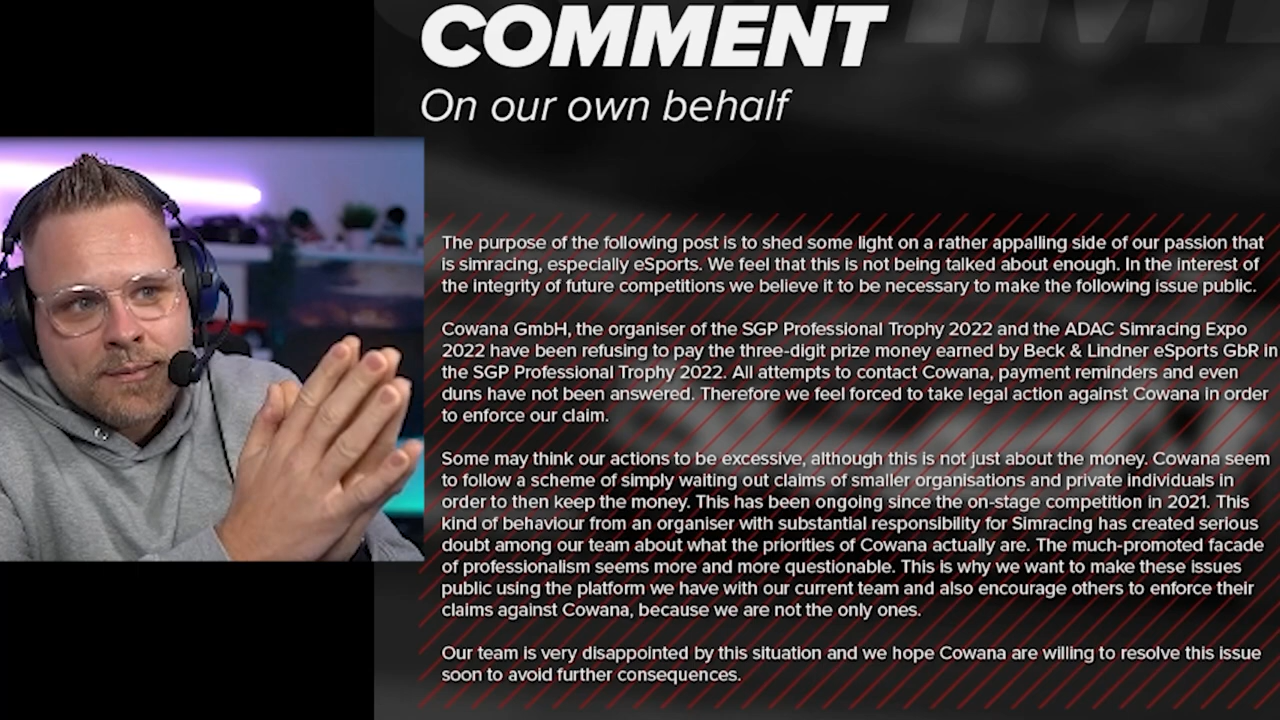 COMMENT
On our own behalf
The purpose of the following post is to shed some light on a rather appalling side of our passion that
is simracing, especially eSports. We feel that this is not being talked about enough. In the interest of
the integrity of future competitions we believe it to be necessary to make the following issue public.
Cowana GmbH, the organiser of the SGP Professional Trophy 2022 and the ADAC Simracing Expo
2022 have been refusing to pay the three-digit prize money earned by Beck & Lindner eSports GbR in
the SGP Professional Trophy 2022. All attempts to contact Cowana, payment reminders and even
duns have not been answered. Therefore we feel forced to take legal action against Cowana in order
to enforce our claim.
Some may think our actions to be excessive, although this is not just about the money. Cowana seem
to follow a scheme of simply waiting out claims of smaller organisations and private individuals in
order to then keep the money. This has been ongoing since the on-stage competition in 2021. This
kind of behaviour from an organiser with substantial responsibility for Simracing has created serious
doubt among our team about what the priorities of Cowana actually are. The much-promoted facade
of professionalism seems more and more questionable. This is why we want to make these issues
public using the platform we have with our current team and also encourage others to enforce their
claims against Cowana, because we are not the only ones.
Our team is very disappointed by this situation and we hope Cowana are willing to resolve this issue
soon to avoid further consequences.